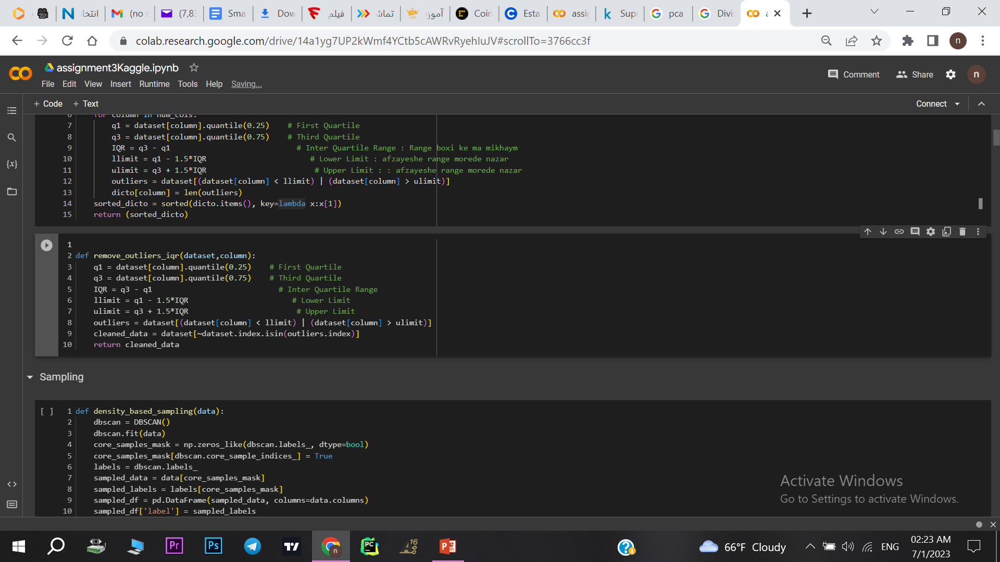 انتخا
(no
(7,83
Sma
Dow
فیلم
تماث
آموز
Coin
Esta
assi
Sup
pca
Divi
colab.research.google.com/drive/14a1yg7UP2kWmf4YCtb5cAWRvRyehIuJV#scrollTo=3766cc3f
n
assignment3Kaggle.ipynb
File Edit View Insert Runtime Tools Help Saving...
Comment Share n
+ Code + Text
Connect
6 for column in num_cols:
7 q1 = dataset[column].quantile(0.25) # First Quartile
8 q3 = dataset[column].quantile(0.75) # Third Quartile
9 IQR = q3 - q1 # Inter Quartile Range : Range boxi ke ma mikhaym
10 llimit = q1 - 1.5*IQR # Lower Limit : afzayeshe range morede nazar
11 ulimit = q3 + 1.5*IQR # Upper Limit : : afzayeshe range morede nazar
12 outliers = dataset[(dataset[column] < llimit) | (dataset[column] > ulimit)]
13 dicto[column] = len(outliers)
14 sorted_dicto = sorted(dicto.items(), key=lambda x:x[1])
15 return (sorted_dicto)
1
2 def remove_outliers_iqr(dataset,column):
3 q1 = dataset[column].quantile(0.25) # First Quartile
4 q3 = dataset[column].quantile(0.75) # Third Quartile
5 IQR = q3 - q1 # Inter Quartile Range
6 llimit = q1 - 1.5*IQR # Lower Limit
7 ulimit = q3 + 1.5*IQR # Upper Limit
8 outliers = dataset[(dataset[column] < llimit) | (dataset[column] > ulimit)]
9 cleaned_data = dataset[~dataset.index.isin(outliers.index)]
10 return cleaned_data
Sampling
[ ] 1 def density_based_sampling(data):
2 dbscan = DBSCAN()
3 dbscan.fit(data)
4 core_samples_mask = np.zeros_like(dbscan.labels_, dtype=bool)
5 core_samples_mask[dbscan.core_sample_indices_] = True
6 labels = dbscan.labels_
7 sampled_data = data[core_samples_mask]
8 sampled_labels = labels[core_samples_mask]
9 sampled_df = pd.DataFrame(sampled_data, columns=data.columns)
10 sampled_df['label'] = sampled_labels
Activate Windows
Go to Settings to activate Windows.
Pr
Ps
PC
66°F Cloudy
ENG
02:23 AM
7/1/2023